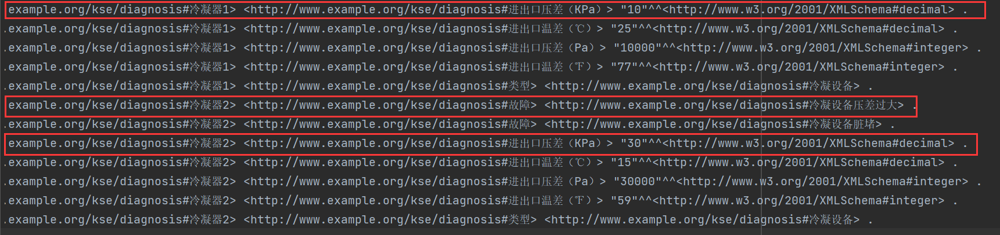 example.org/kse/diagnosis#冷凝器1> <http://www.example.org/kse/diagnosis#进出口压差（KPa）> "10"^^<http://www.w3.org/2001/XMLSchema#decimal> .
.example.org/kse/diagnosis#冷凝器1> <http://www.example.org/kse/diagnosis#进出口温差（℃）> "25"^^<http://www.w3.org/2001/XMLSchema#decimal> .
.example.org/kse/diagnosis#冷凝器1> <http://www.example.org/kse/diagnosis#进出口压差（Pa）> "10000"^^<http://www.w3.org/2001/XMLSchema#integer> .
.example.org/kse/diagnosis#冷凝器1> <http://www.example.org/kse/diagnosis#进出口温差（℉）> "77"^^<http://www.w3.org/2001/XMLSchema#integer> .
.example.org/kse/diagnosis#冷凝器1> <http://www.example.org/kse/diagnosis#类型> <http://www.example.org/kse/diagnosis#冷凝设备> .
example.org/kse/diagnosis#冷凝器2> <http://www.example.org/kse/diagnosis#故障> <http://www.example.org/kse/diagnosis#冷凝设备压差过大> .
.example.org/kse/diagnosis#冷凝器2> <http://www.example.org/kse/diagnosis#故障> <http://www.example.org/kse/diagnosis#冷凝设备脏堵> .
example.org/kse/diagnosis#冷凝器2> <http://www.example.org/kse/diagnosis#进出口压差（KPa）> "30"^^<http://www.w3.org/2001/XMLSchema#decimal> .
.example.org/kse/diagnosis#冷凝器2> <http://www.example.org/kse/diagnosis#进出口温差（℃）> "15"^^<http://www.w3.org/2001/XMLSchema#decimal> .
.example.org/kse/diagnosis#冷凝器2> <http://www.example.org/kse/diagnosis#进出口压差（Pa）> "30000"^^<http://www.w3.org/2001/XMLSchema#integer> .
.example.org/kse/diagnosis#冷凝器2> <http://www.example.org/kse/diagnosis#进出口温差（℉）> "59"^^<http://www.w3.org/2001/XMLSchema#integer> .
.example.org/kse/diagnosis#冷凝器2> <http://www.example.org/kse/diagnosis#类型> <http://www.example.org/kse/diagnosis#冷凝设备> .